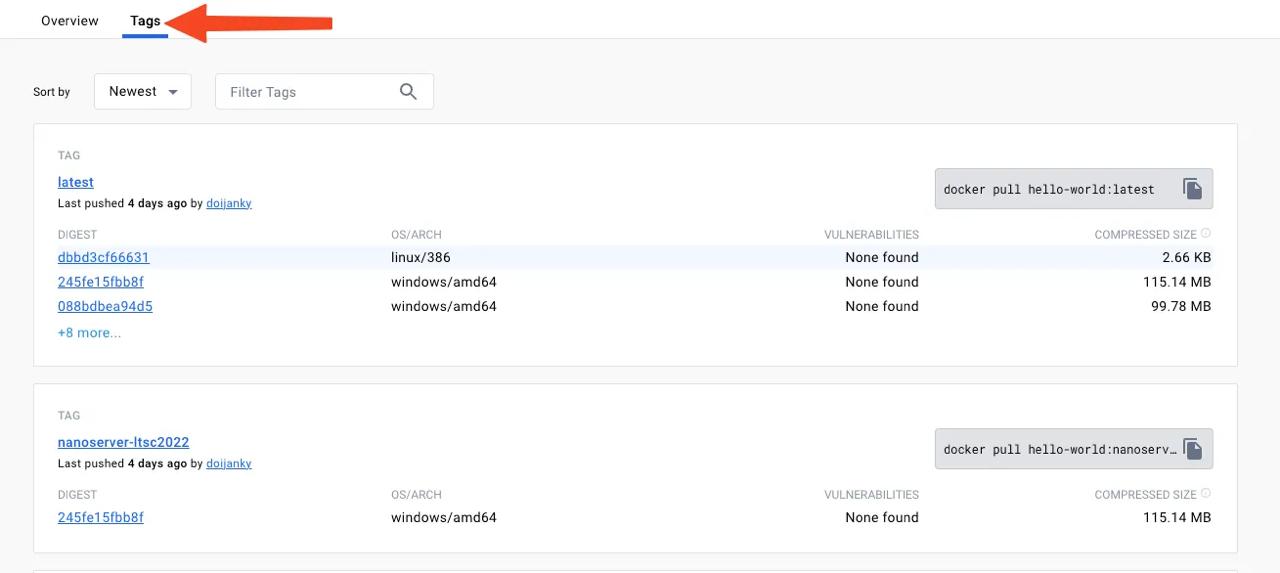 Overview Tags
Sort by Newest Filter Tags
TAG
latest
docker pull hello-world:latest
Last pushed 4 days ago by doijanky
DIGEST OS/ARCH VULNERABILITIES COMPRESSED SIZE
dbbd3cf66631 linux/386 None found 2.66 KB
245fe15fbb8f windows/amd64 None found 115.14 MB
088bdbea94d5 windows/amd64 None found 99.78 MB
+8 more...
TAG
nanoserver-ltsc2022
docker pull hello-world:nanoserv…
Last pushed 4 days ago by doijanky
DIGEST OS/ARCH VULNERABILITIES COMPRESSED SIZE
245fe15fbb8f windows/amd64 None found 115.14 MB